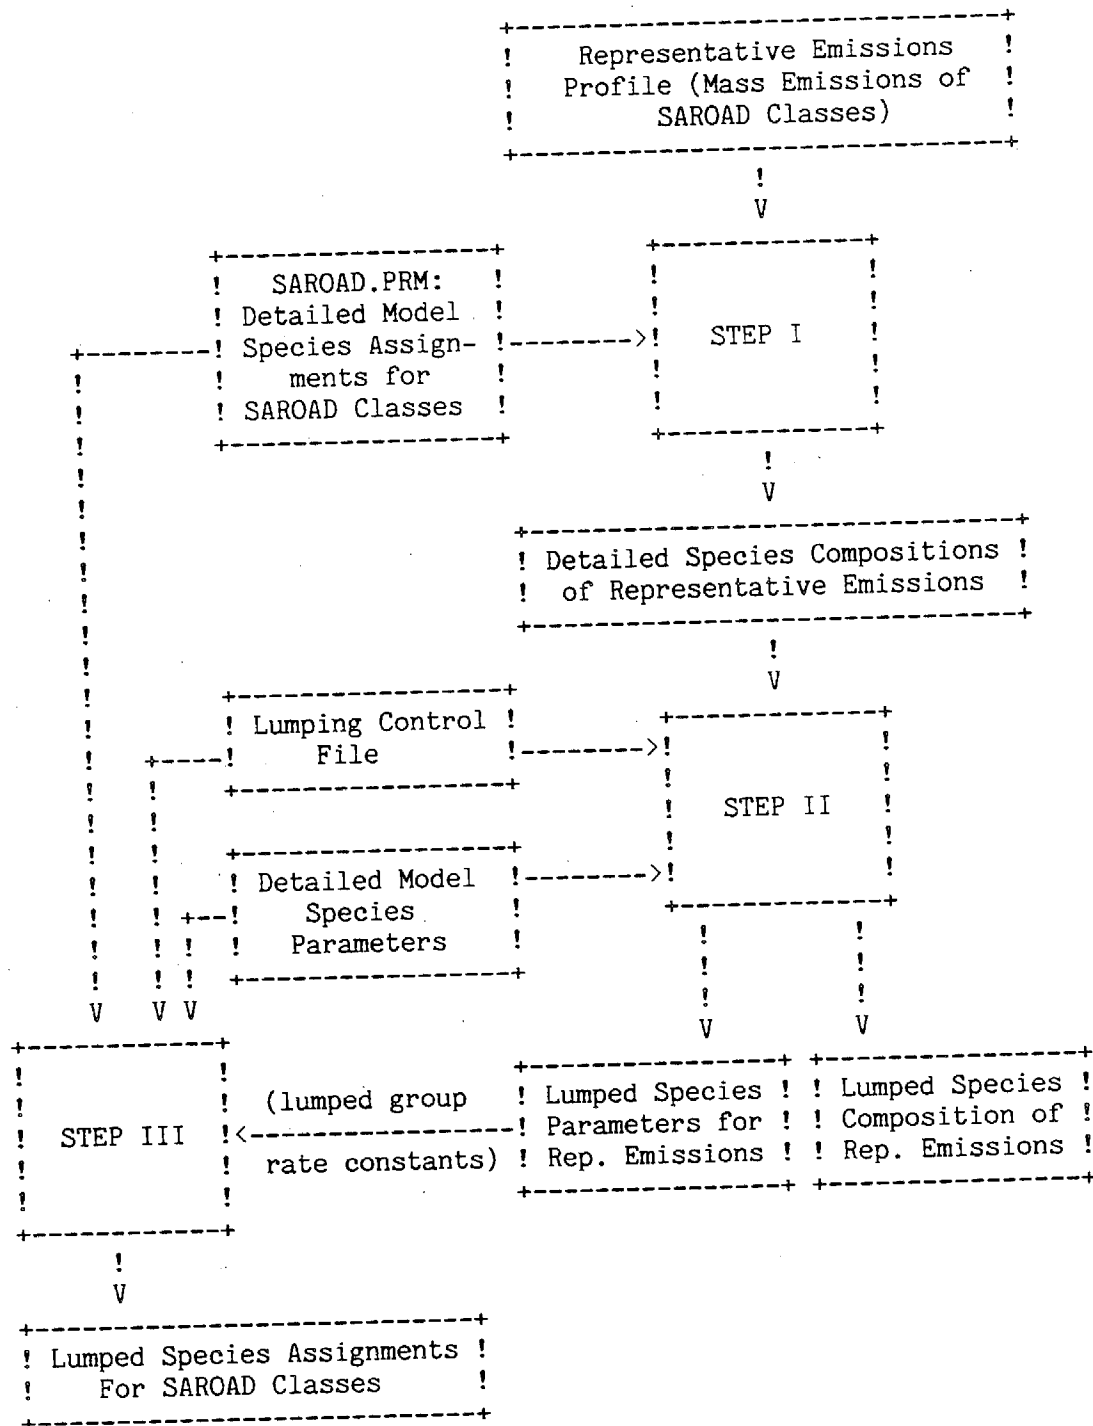 Representative Emissions
Profile (Mass Emissions of
SAROAD Classes)
SAROAD.PRM:
Detailed Model
Species Assign-
ments for
SAROAD Classes
STEP I
Detailed Species Compositions
of Representative Emissions
Lumping Control
File
STEP II
Detailed Model
Species
Parameters
STEP III
(lumped group
rate constants)
Lumped Species
Parameters for
Rep. Emissions
Lumped Species
Composition of
Rep. Emissions
Lumped Species Assignments
For SAROAD Classes